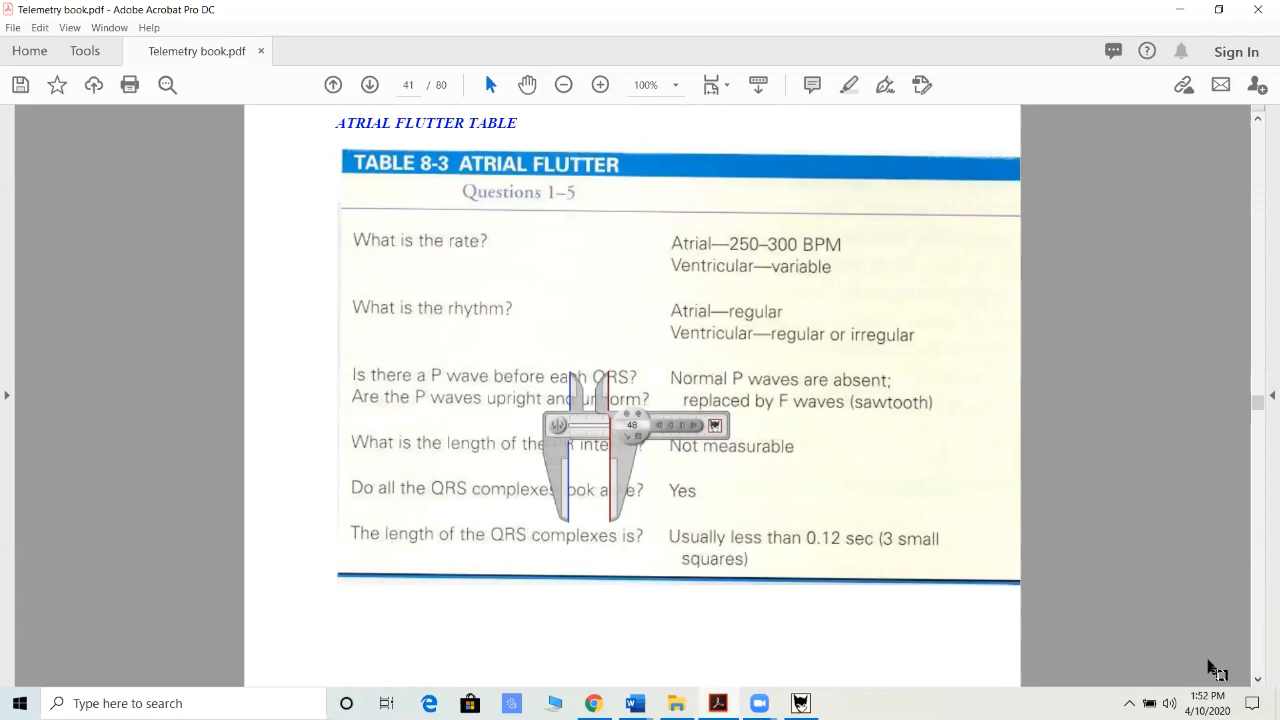 Telemetry book.pdf - Adobe Acrobat Pro DC
File Edit View Window Help
Home Tools Telemetry book.pdf × Sign In
41 / 80 100%
ATRIAL FLUTTER TABLE
TABLE 8-3 ATRIAL FLUTTER
Questions 1–5
What is the rate? Atrial—250–300 BPM
Ventricular—variable
What is the rhythm? Atrial—regular
Ventricular—regular or irregular
Is there a P wave before each QRS? Normal P waves are absent;
Are the P waves upright and uniform? replaced by F waves (sawtooth)
48
What is the length of the Not measurable
Do all the QRS complexes Yes
The length of the QRS complexes is? Usually less than 0.12 sec (3 small
squares)
Type here to search
1:52 PM
4/10/2020